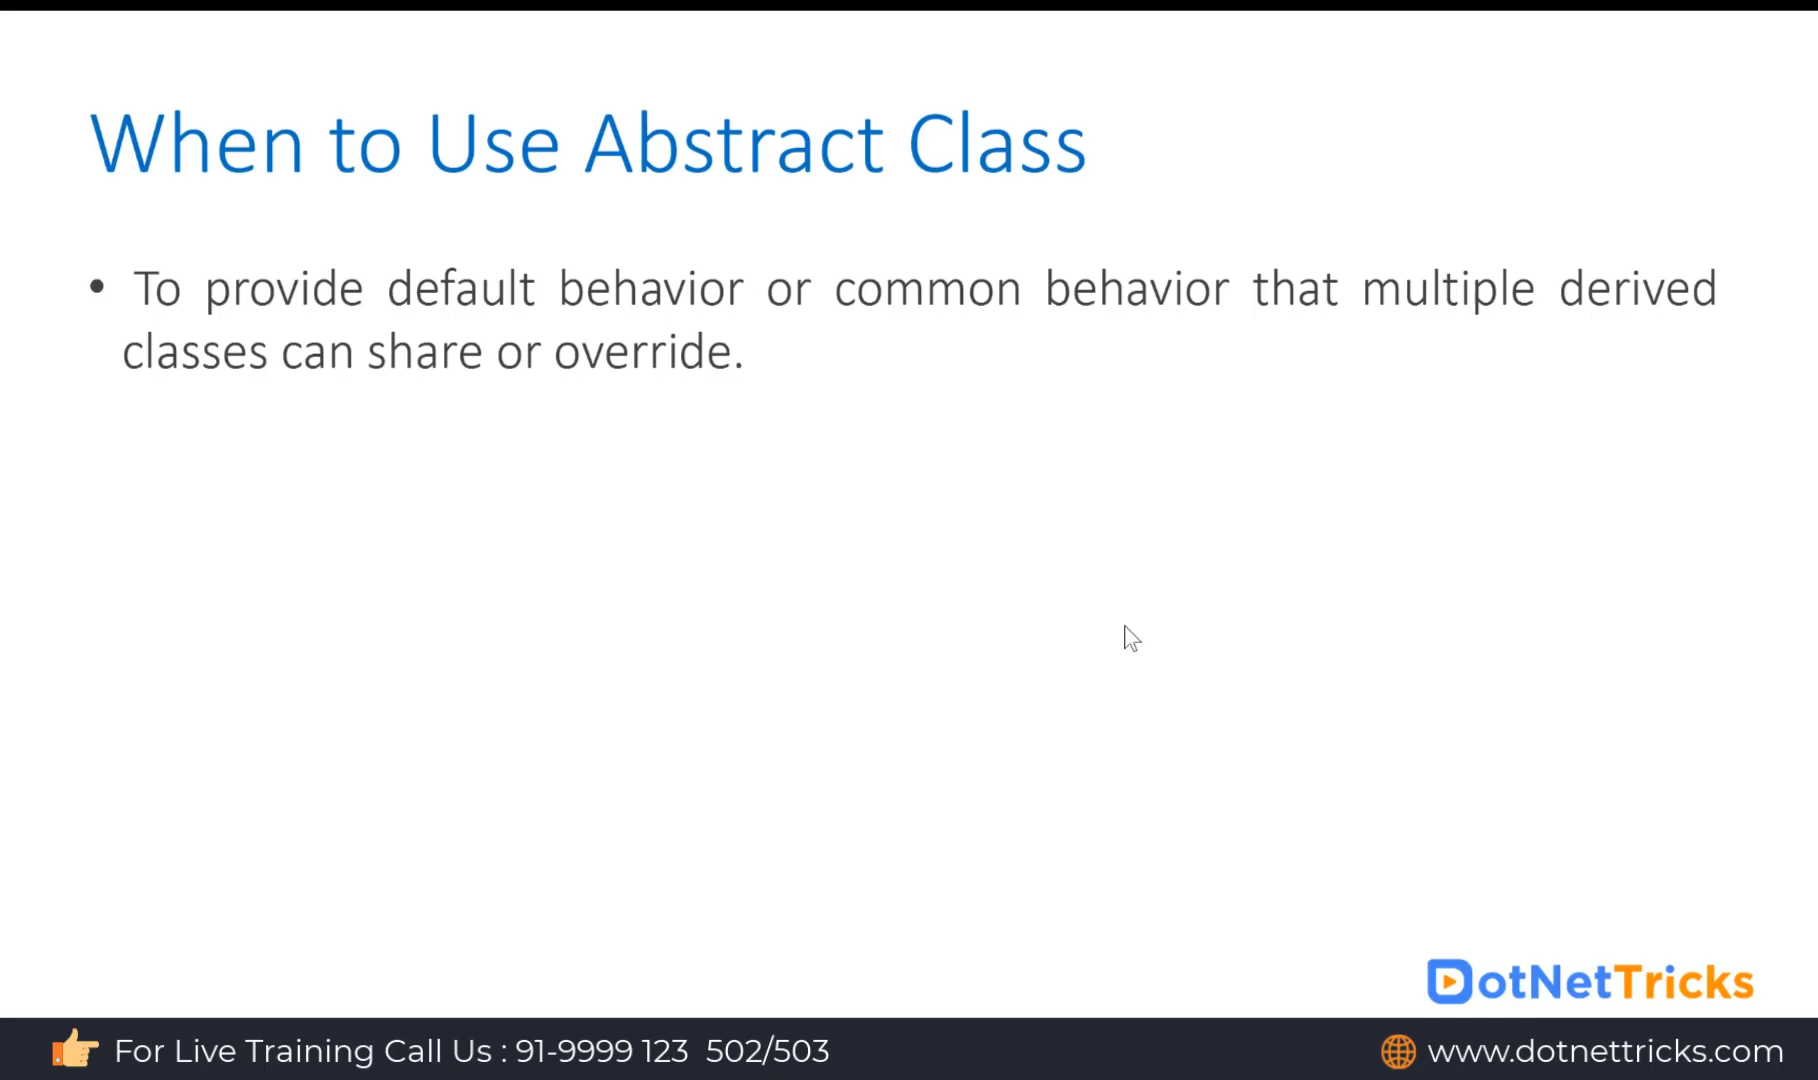 When to Use Abstract Class
• To provide default behavior or common behavior that multiple derived
classes can share or override.
DotNetTricks
For Live Training Call Us : 91-9999 123 502/503
www.dotnettricks.com